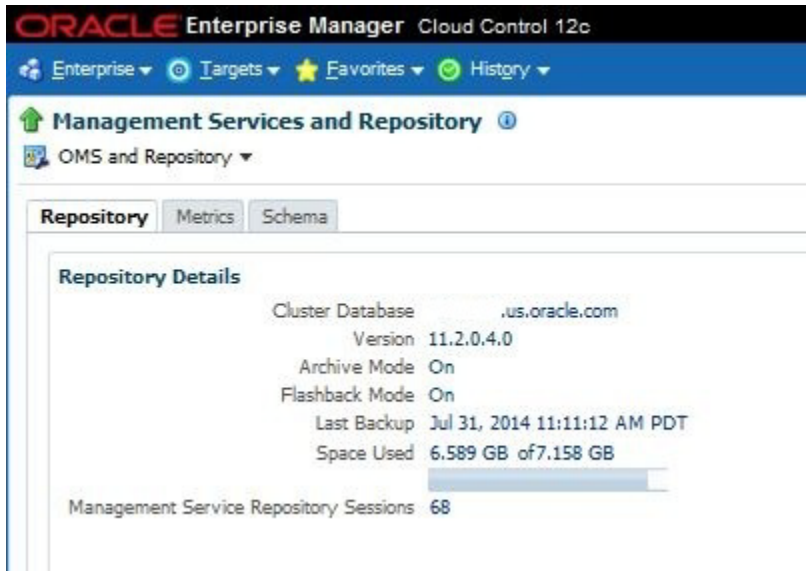 ORACLE Enterprise Manager Cloud Control 12c
Enterprise Targets Favorites History
Management Services and Repository
OMS and Repository
Repository Metrics Schema
Repository Details
Cluster Database .us.oracle.com
Version 11.2.0.4.0
Archive Mode On
Flashback Mode On
Last Backup Jul 31, 2014 11:11:12 AM PDT
Space Used 6.589 GB of7.158 GB
Management Service Repository Sessions 68